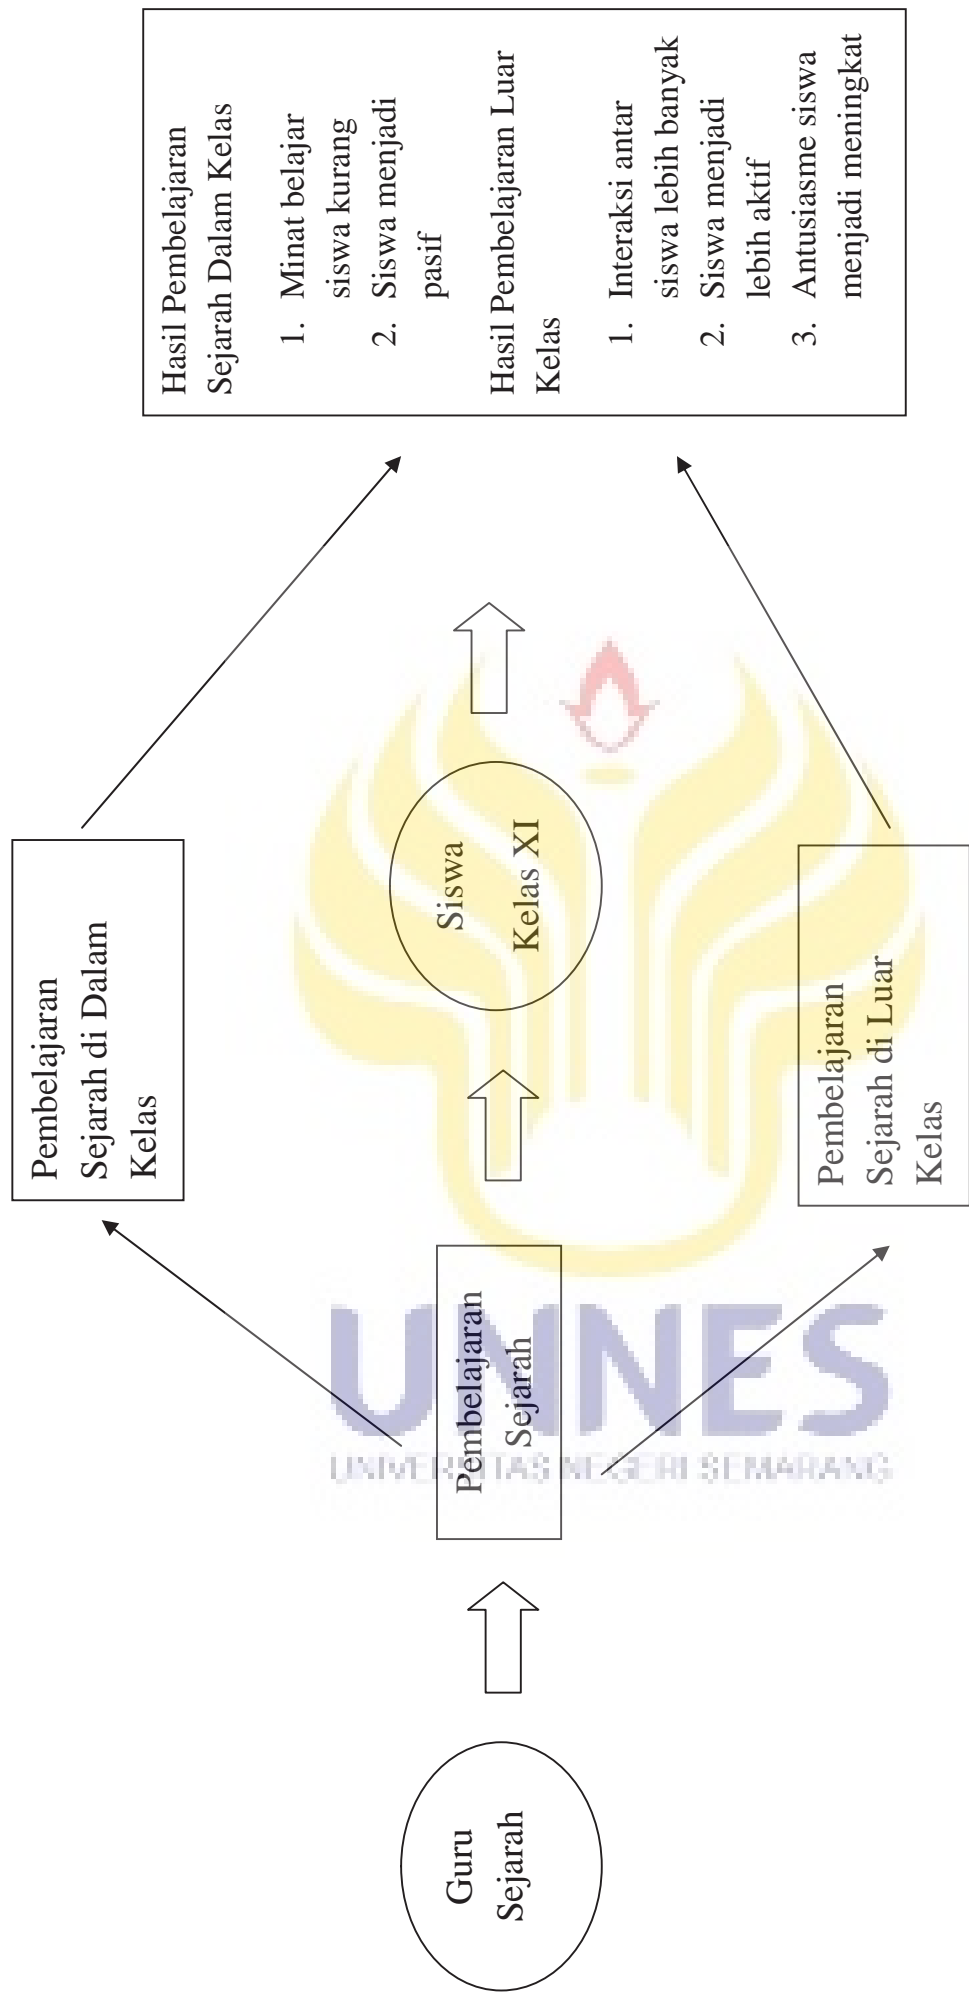 Guru
Sejarah
Pembelajaran
Sejarah
Pembelajaran
Sejarah di Dalam
Kelas
Siswa
Kelas XI
Pembelajaran
Sejarah di Luar
Kelas
Hasil Pembelajaran
Sejarah Dalam Kelas
1. Minat belajar
siswa kurang
2. Siswa menjadi
pasif
Hasil Pembelajaran Luar
Kelas
1. Interaksi antar
siswa lebih banyak
2. Siswa menjadi
lebih aktif
3. Antusiasme siswa
menjadi meningkat
UNNES
UNIVERSITAS NEGERI SEMARANG